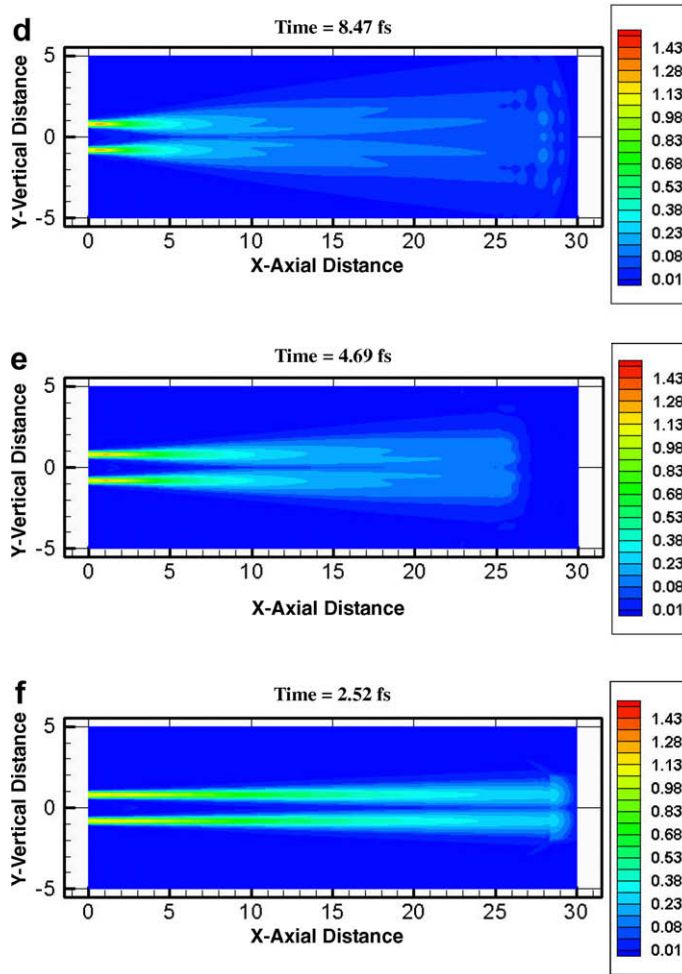 d
Time = 8.47 fs
Y-Vertical Distance
5
0
-5
0 5 10 15 20 25 30
X-Axial Distance
1.43
1.28
1.13
0.98
0.83
0.68
0.53
0.38
0.23
0.08
0.01
e
Time = 4.69 fs
Y-Vertical Distance
5
0
-5
0 5 10 15 20 25 30
X-Axial Distance
1.43
1.28
1.13
0.98
0.83
0.68
0.53
0.38
0.23
0.08
0.01
f
Time = 2.52 fs
Y-Vertical Distance
5
0
-5
0 5 10 15 20 25 30
X-Axial Distance
1.43
1.28
1.13
0.98
0.83
0.68
0.53
0.38
0.23
0.08
0.01